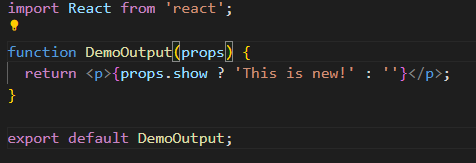 import React from 'react';
function DemoOutput(props) {
return <p>{props.show ? 'This is new!' : ''}</p>;
}
export default DemoOutput;